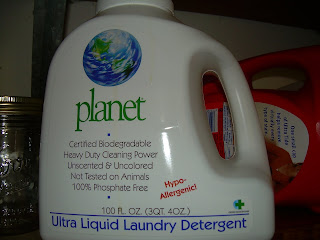 planet
Certified Biodegradable
Heavy Duty Cleaning Power
Unscented & Uncolored
Not Tested on Animals
100% Phosphate Free
Hypo-
Allergenic!
100 FL. OZ. (3QT. 4OZ.)
Ultra Liquid Laundry Detergent